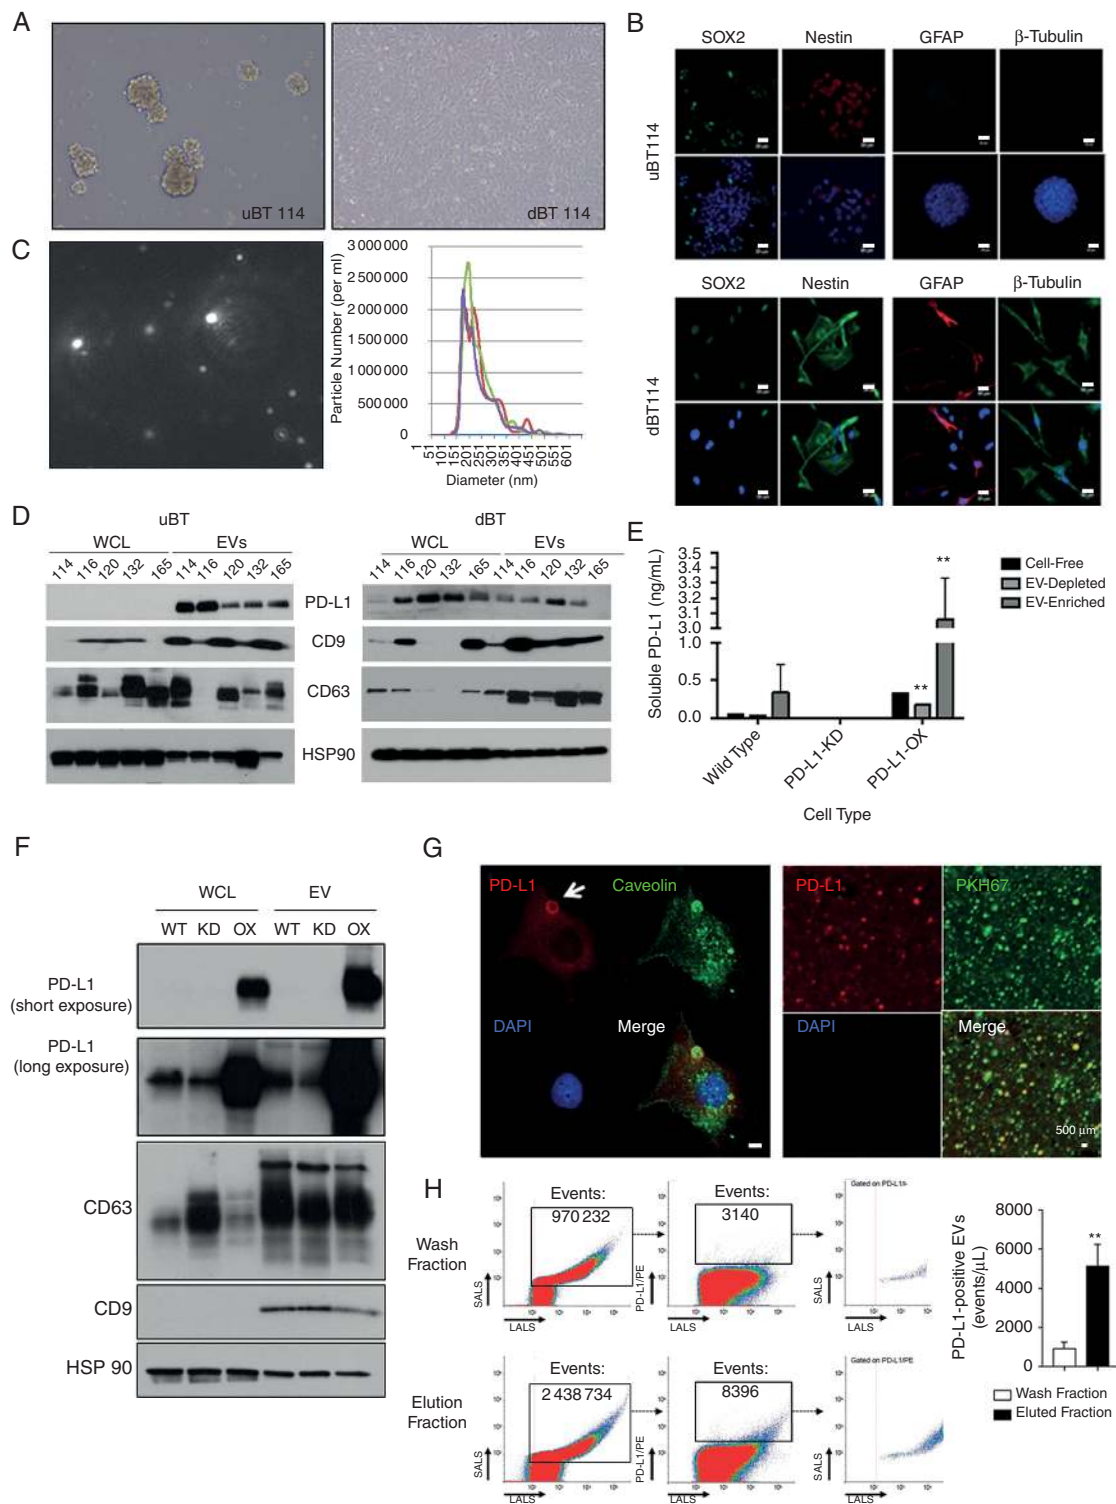 A
uBT 114
dBT 114
B
SOX2 Nestin GFAP β-Tubulin
uBT114
SOX2 Nestin GFAP β-Tubulin
dBT114
C
Particle Number (per ml)
3 000 000
2 500 000
2 000 000
1 500 000
1 000 000
500 000
0
1 51 101 151 201 251 301 351 401 451 501 551 601
Diameter (nm)
D
uBT dBT
WCL EVs WCL EVs
114 116 120 132 165 114 116 120 132 165
114 116 120 132 165 114 116 120 132 165
PD-L1
CD9
CD63
HSP90
E
Soluble PD-L1 (ng/mL)
3.5
3.4
3.3
3.2
3.1
3.0
1.0
0.5
0.0
**
**
Wild Type PD-L1-KD PD-L1-OX
Cell Type
Cell-Free
EV-Depleted
EV-Enriched
F
WCL EV
WT KD OX WT KD OX
PD-L1
(short exposure)
PD-L1
(long exposure)
CD63
CD9
HSP 90
G
PD-L1 Caveolin
DAPI Merge
PD-L1 PKH67
DAPI Merge
500 μm
H
Wash
Fraction
Events:
970 232
Events:
3140
Gated on PD-L1/-
SALS
LALS
PD-L1/PE
LALS
SALS
LALS
Elution
Fraction
Events:
2 438 734
Events:
8396
Gated on PD-L1/PE
SALS
LALS
PD-L1/PE
LALS
SALS
LALS
PD-L1-positive EVs
(events/μL)
8000
6000
4000
2000
0
**
Wash Fraction
Eluted Fraction